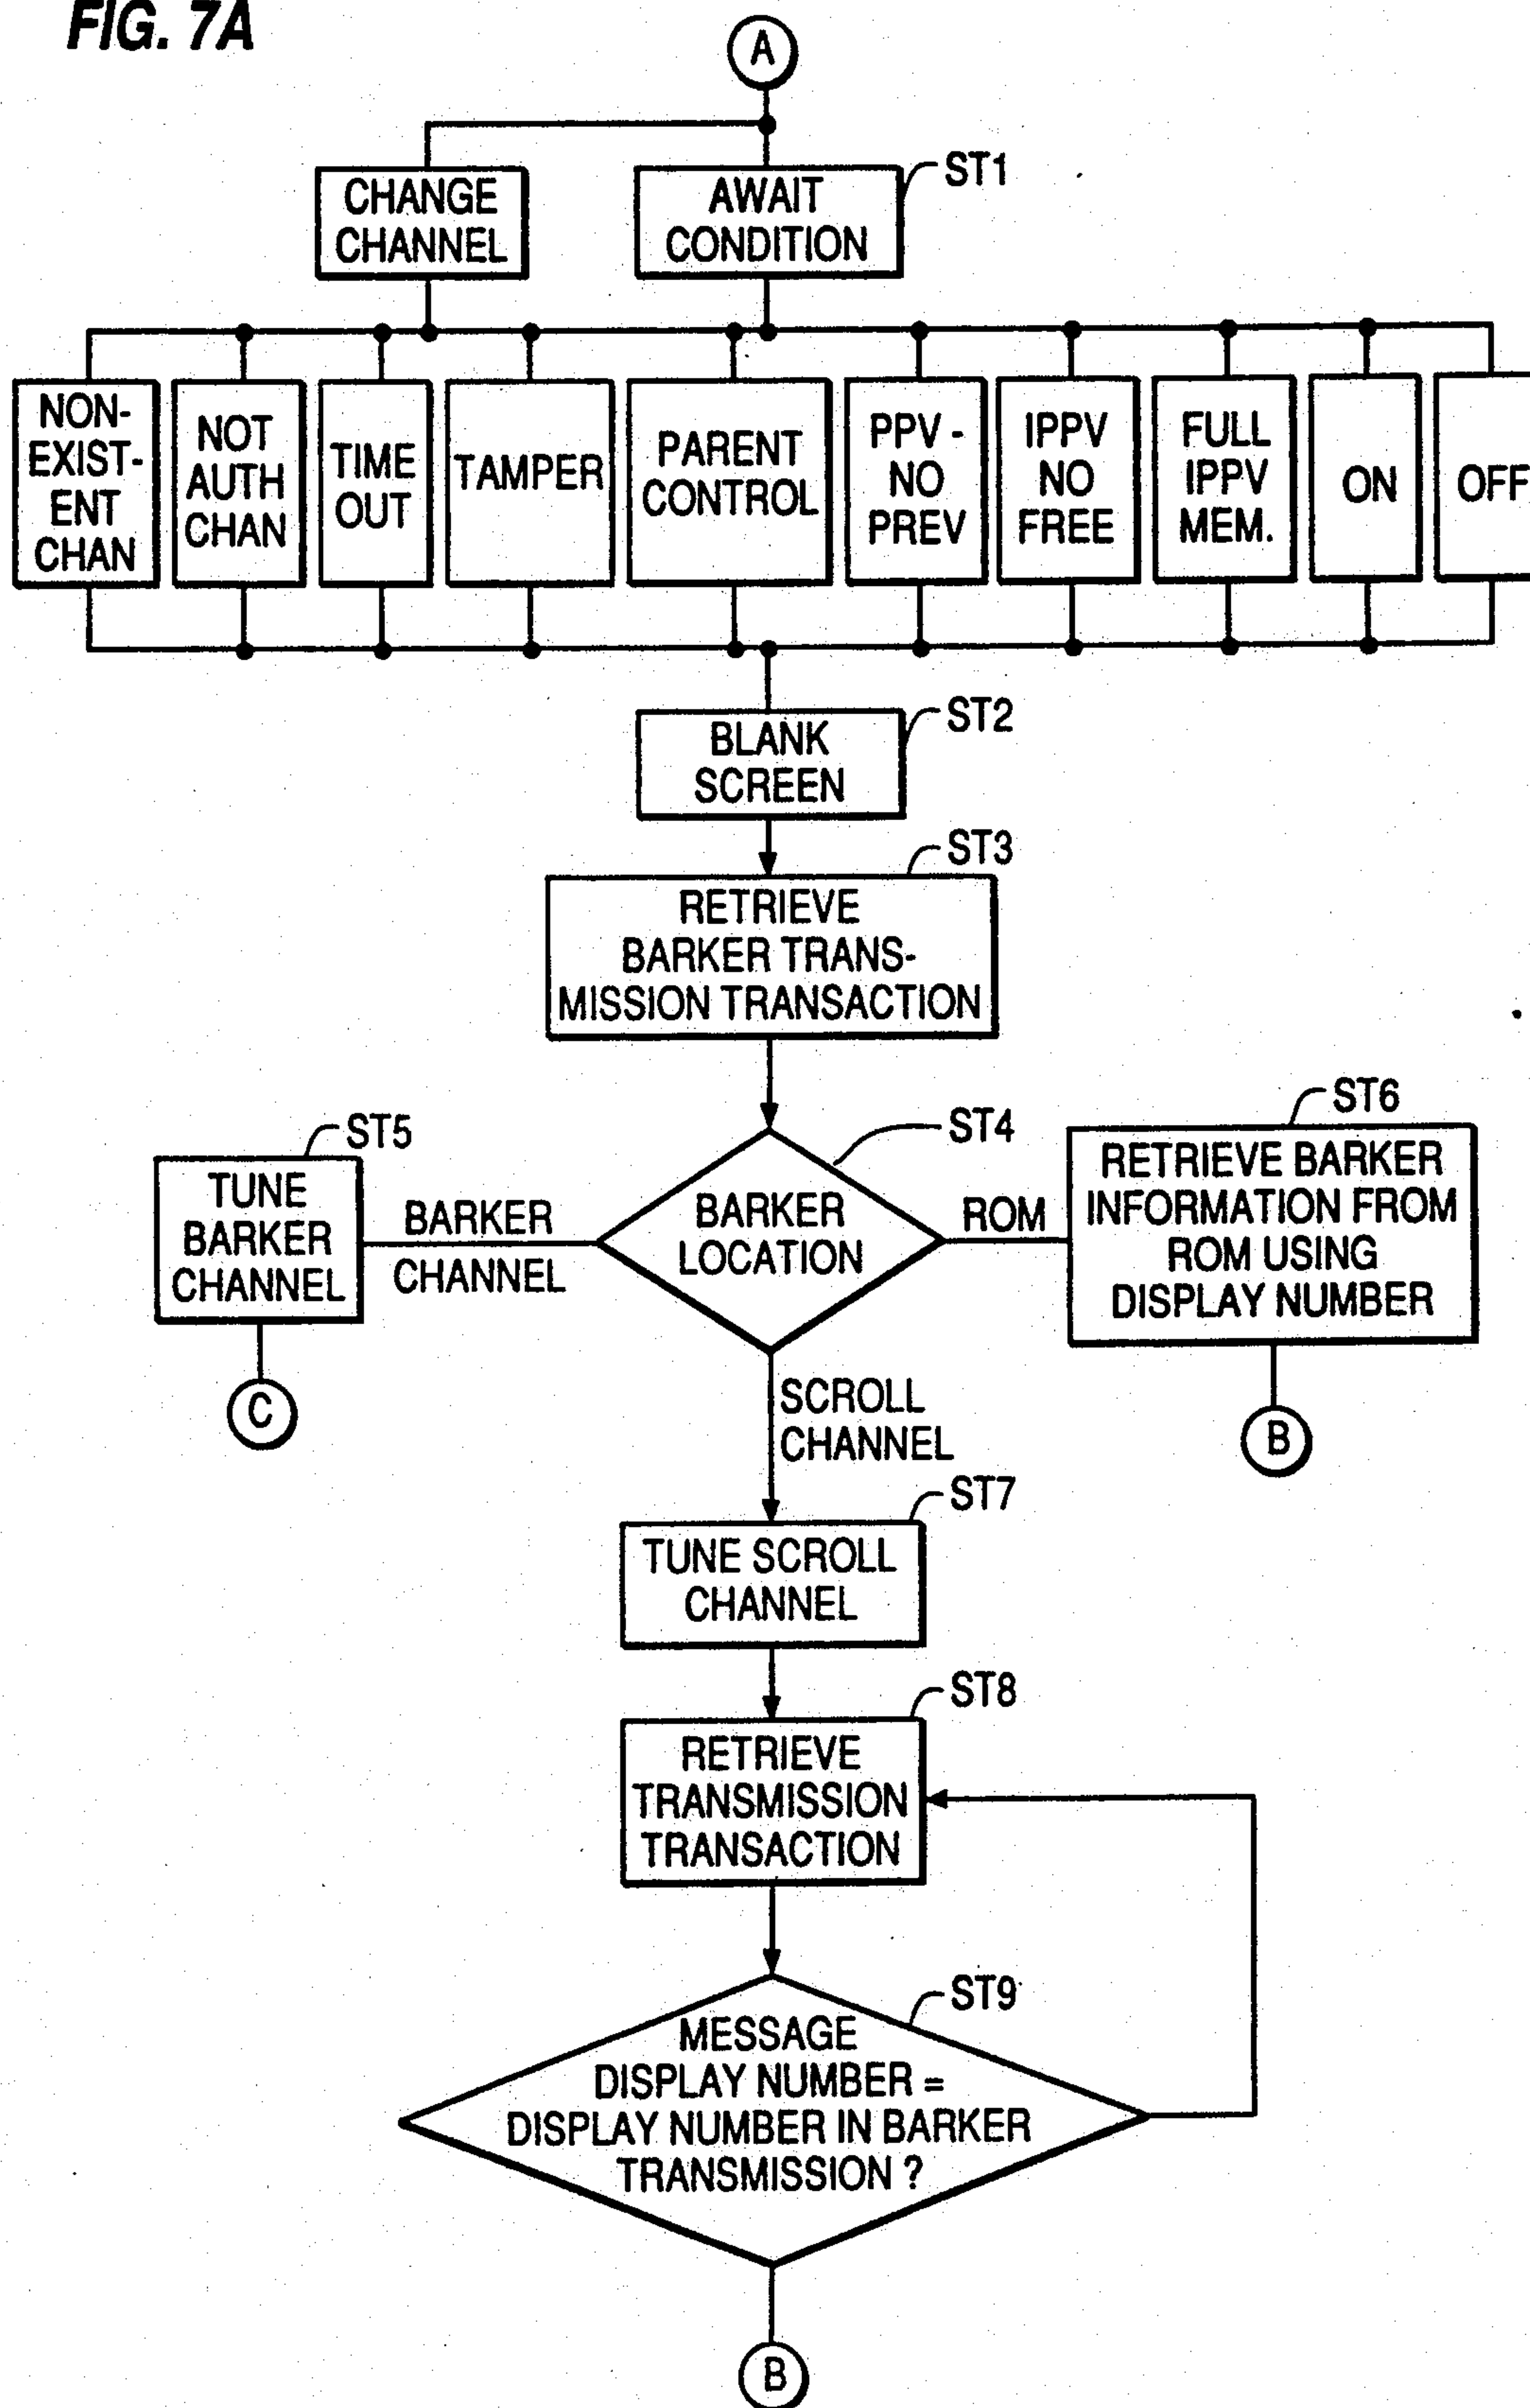 FIG. 7A
A
CHANGE
CHANNEL
AWAIT
CONDITION
ST1
NON-
EXIST-
ENT
CHAN
NOT
AUTH
CHAN
TIME
OUT
TAMPER
PARENT
CONTROL
PPV -
NO
PREV
IPPV
NO
FREE
FULL
IPPV
MEM.
ON
OFF
BLANK
SCREEN
ST2
ST3
RETRIEVE
BARKER TRANS-
MISSION TRANSACTION
ST5
TUNE
BARKER
CHANNEL
BARKER
CHANNEL
ST4
BARKER
LOCATION
ROM
ST6
RETRIEVE BARKER
INFORMATION FROM
ROM USING
DISPLAY NUMBER
C
SCROLL
CHANNEL
B
ST7
TUNE SCROLL
CHANNEL
ST8
RETRIEVE
TRANSMISSION
TRANSACTION
ST9
MESSAGE
DISPLAY NUMBER =
DISPLAY NUMBER IN BARKER
TRANSMISSION ?
B